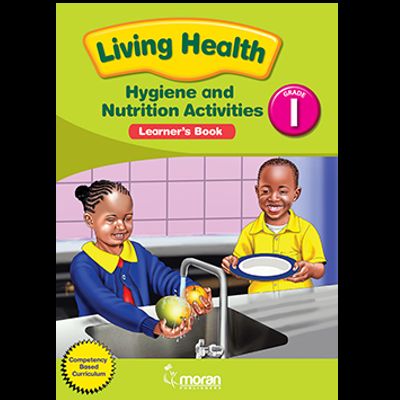 Living Health
Hygiene and
Nutrition Activities
GRADE
1
Learner's Book
Competency
Based
Curriculum
moran
PUBLISHERS